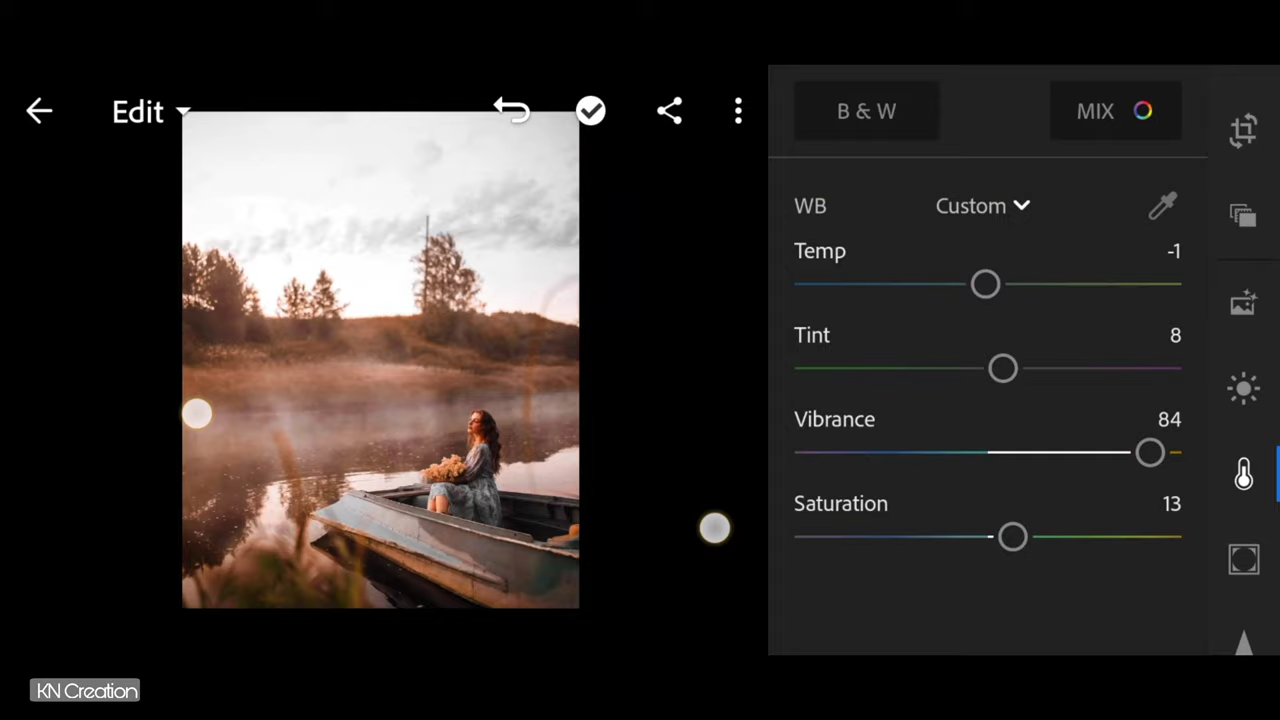 Edit
B & W
MIX
WB
Custom
Temp
-1
Tint
8
Vibrance
84
Saturation
13
KN Creation